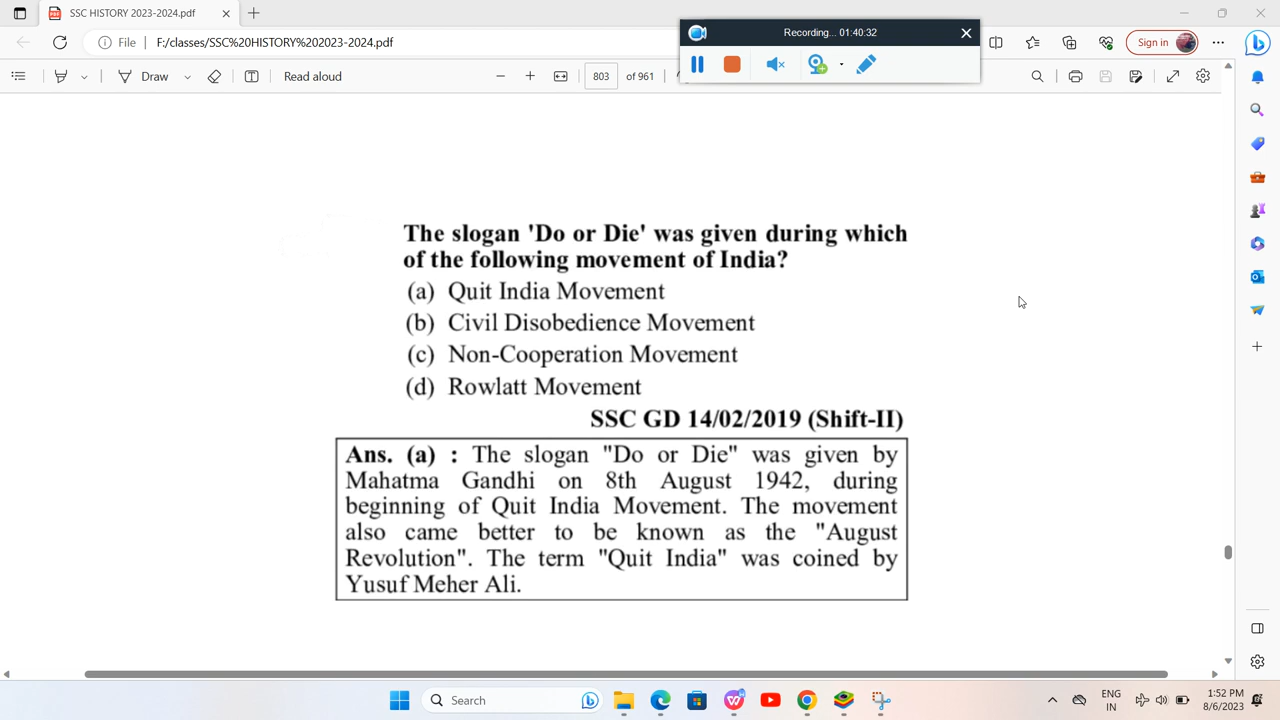 SSC HISTORY 2023-2024.pdf
Recording... 01:40:32
File
F:/classes/SSC%20HISTORY%202023-2024.pdf
Sign in
Draw
Read aloud
803
of 961
The slogan 'Do or Die' was given during which
of the following movement of India?
(a) Quit India Movement
(b) Civil Disobedience Movement
(c) Non-Cooperation Movement
(d) Rowlatt Movement
SSC GD 14/02/2019 (Shift-II)
Ans. (a) : The slogan "Do or Die" was given by
Mahatma Gandhi on 8th August 1942, during
beginning of Quit India Movement. The movement
also came better to be known as the "August
Revolution". The term "Quit India" was coined by
Yusuf Meher Ali.
Search
ENG
IN
1:52 PM
8/6/2023